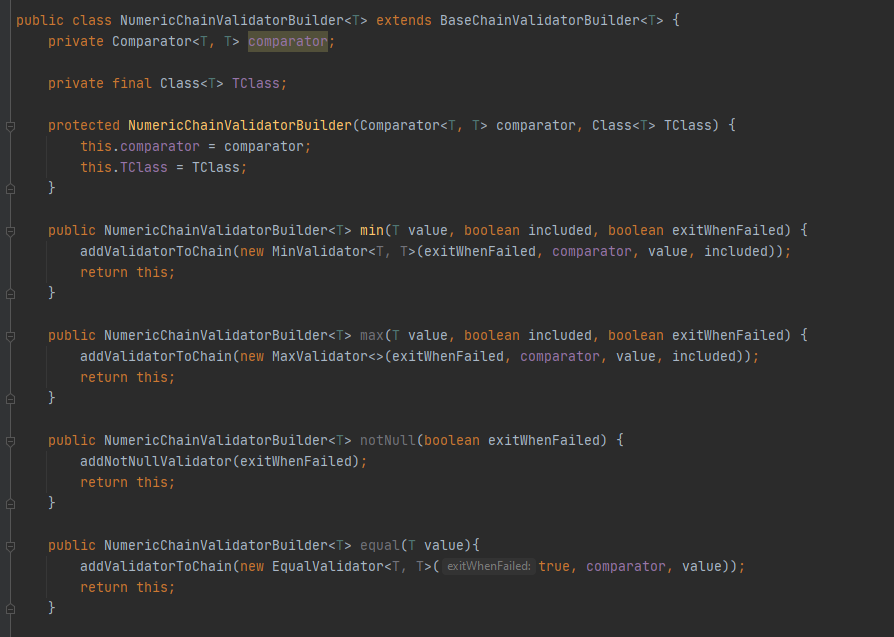 public class NumericChainValidatorBuilder<T> extends BaseChainValidatorBuilder<T> {
    private Comparator<T, T> comparator;

    private final Class<T> TClass;

    protected NumericChainValidatorBuilder(Comparator<T, T> comparator, Class<T> TClass) {
        this.comparator = comparator;
        this.TClass = TClass;
    }

    public NumericChainValidatorBuilder<T> min(T value, boolean included, boolean exitWhenFailed) {
        addValidatorToChain(new MinValidator<T, T>(exitWhenFailed, comparator, value, included));
        return this;
    }

    public NumericChainValidatorBuilder<T> max(T value, boolean included, boolean exitWhenFailed) {
        addValidatorToChain(new MaxValidator<>(exitWhenFailed, comparator, value, included));
        return this;
    }

    public NumericChainValidatorBuilder<T> notNull(boolean exitWhenFailed) {
        addNotNullValidator(exitWhenFailed);
        return this;
    }

    public NumericChainValidatorBuilder<T> equal(T value){
        addValidatorToChain(new EqualValidator<T, T>( exitWhenFailed: true, comparator, value));
        return this;
    }